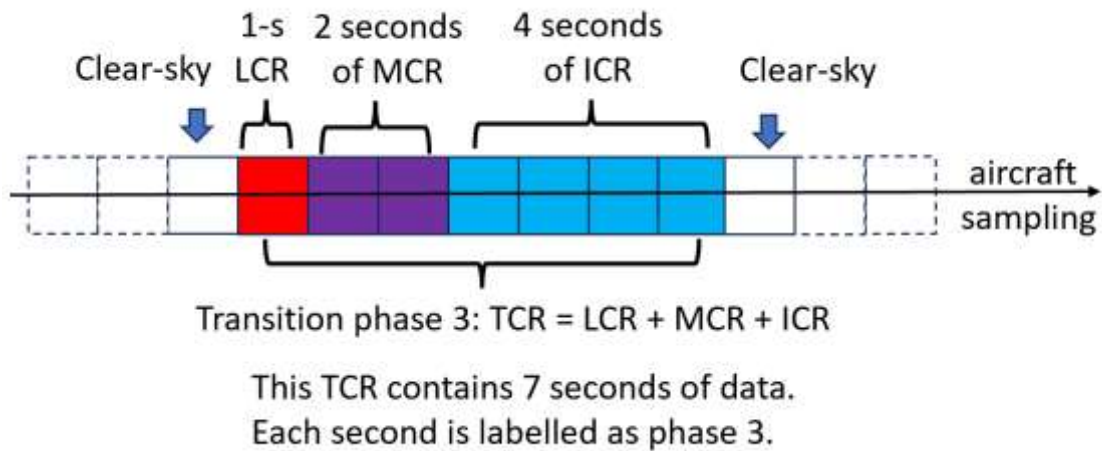 1-s
LCR
2 seconds
of MCR
4 seconds
of ICR
Clear-sky
Clear-sky
aircraft
sampling
Transition phase 3: TCR = LCR + MCR + ICR
This TCR contains 7 seconds of data.
Each second is labelled as phase 3.